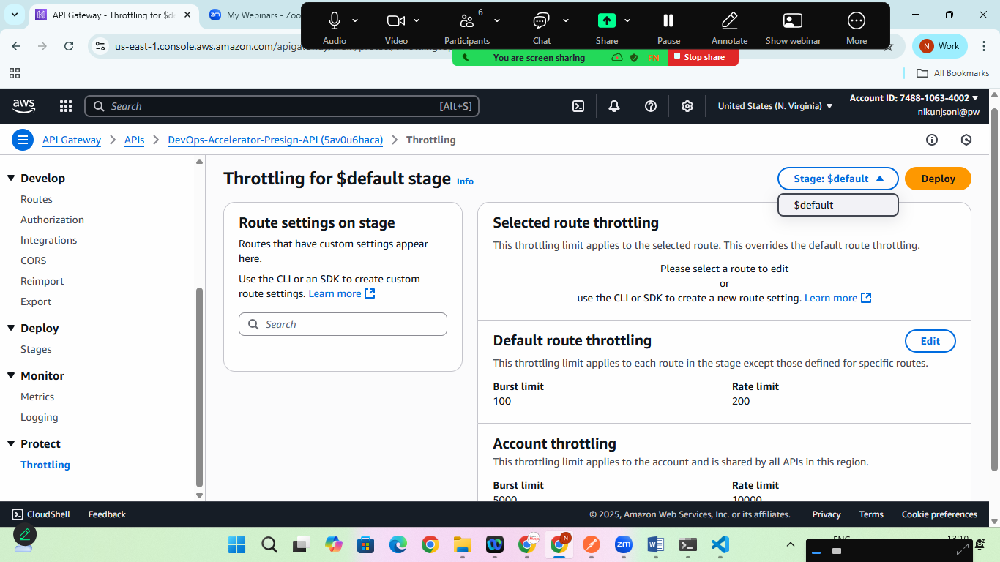 API Gateway - Throttling for $d
zm My Webinars - Zoo
Audio
Video
6
Participants
Chat
Share
Pause
Annotate
Show webinar
More
us-east-1.console.aws.amazon.com/
N Work
You are screen sharing
EN
Stop share
All Bookmarks
aws
Search
[Alt+S]
United States (N. Virginia)
Account ID: 7488-1063-4002
nikunjsoni@pw
API Gateway
APIs
DevOps-Accelerator-Presign-API (5av0u6haca)
Throttling
Develop
Routes
Authorization
Integrations
CORS
Reimport
Export
Deploy
Stages
Monitor
Metrics
Logging
Protect
Throttling
Throttling for $default stage Info
Stage: $default
Deploy
$default
Route settings on stage
Routes that have custom settings appear
here.
Use the CLI or an SDK to create custom
route settings. Learn more
Search
Selected route throttling
This throttling limit applies to the selected route. This overrides the default route throttling.
Please select a route to edit
or
use the CLI or SDK to create a new route setting. Learn more
Default route throttling
Edit
This throttling limit applies to each route in the stage except those defined for specific routes.
Burst limit
100
Rate limit
200
Account throttling
This throttling limit applies to the account and is shared by all APIs in this region.
Burst limit
5000
Rate limit
10000
CloudShell
Feedback
© 2025, Amazon Web Services, Inc. or its affiliates.
Privacy
Terms
Cookie preferences
N
zm
ENG
13:10